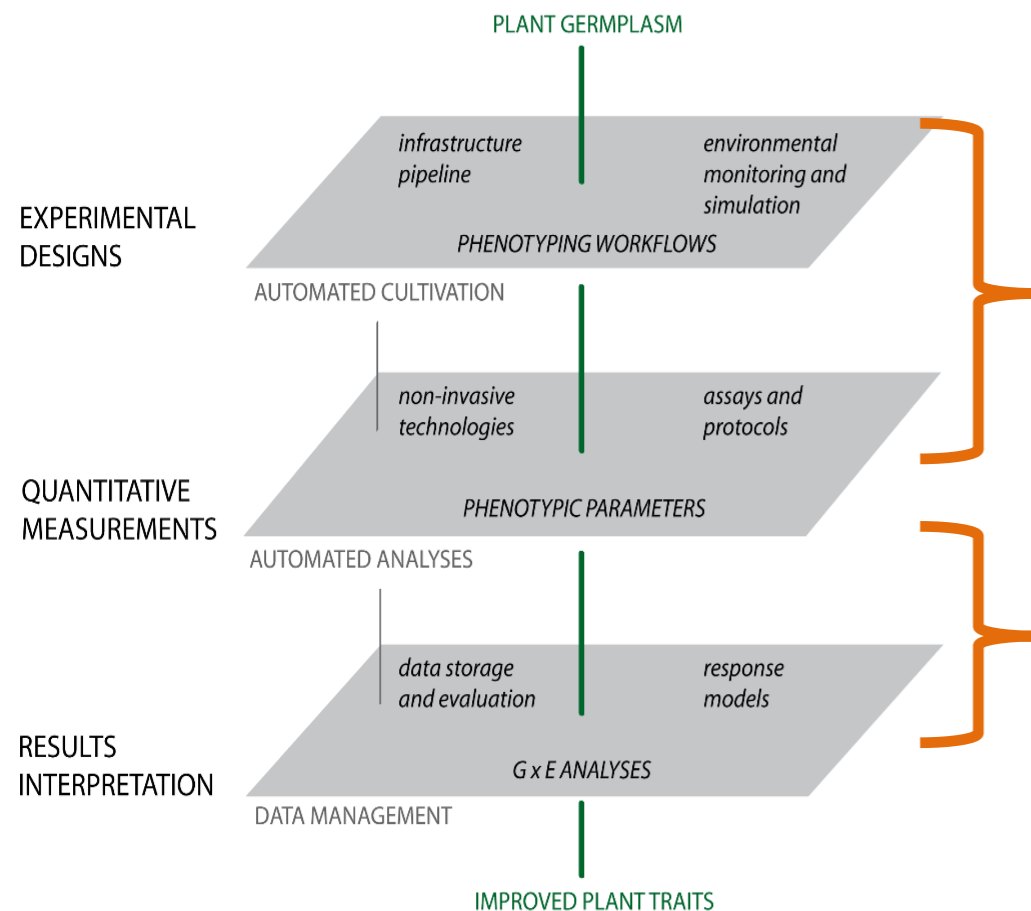 PLANT GERMPLASM
infrastructure
pipeline
environmental
monitoring and
simulation
EXPERIMENTAL
DESIGNS
PHENOTYPING WORKFLOWS
AUTOMATED CULTIVATION
non-invasive
technologies
assays and
protocols
QUANTITATIVE
MEASUREMENTS
PHENOTYPIC PARAMETERS
AUTOMATED ANALYSES
data storage
and evaluation
response
models
RESULTS
INTERPRETATION
G x E ANALYSES
DATA MANAGEMENT
IMPROVED PLANT TRAITS